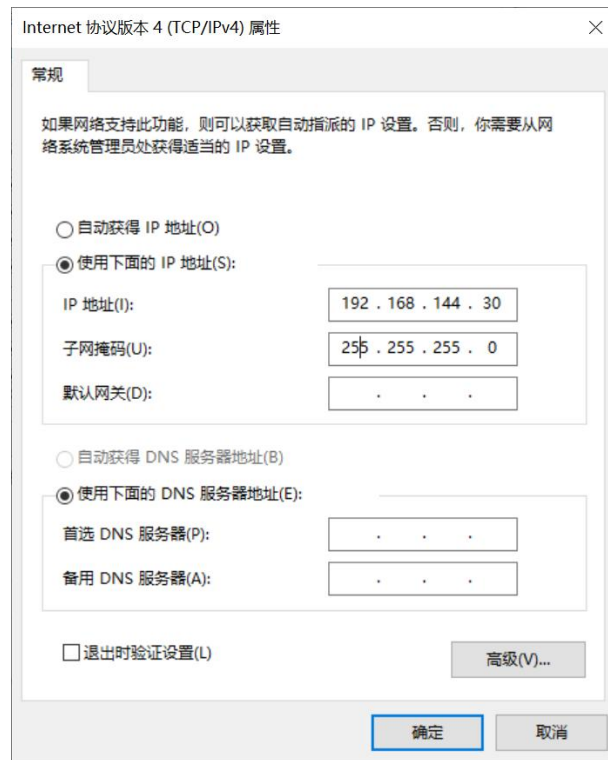 Internet 协议版本 4 (TCP/IPv4) 属性
常规
如果网络支持此功能，则可以获取自动指派的 IP 设置。否则，你需要从网
络系统管理员处获得适当的 IP 设置。
自动获得 IP 地址(O)
使用下面的 IP 地址(S):
IP 地址(I): 192 . 168 . 144 . 30
子网掩码(U): 255 . 255 . 255 . 0
默认网关(D): . . .
自动获得 DNS 服务器地址(B)
使用下面的 DNS 服务器地址(E):
首选 DNS 服务器(P): . . .
备用 DNS 服务器(A): . . .
退出时验证设置(L)
高级(V)...
确定 取消